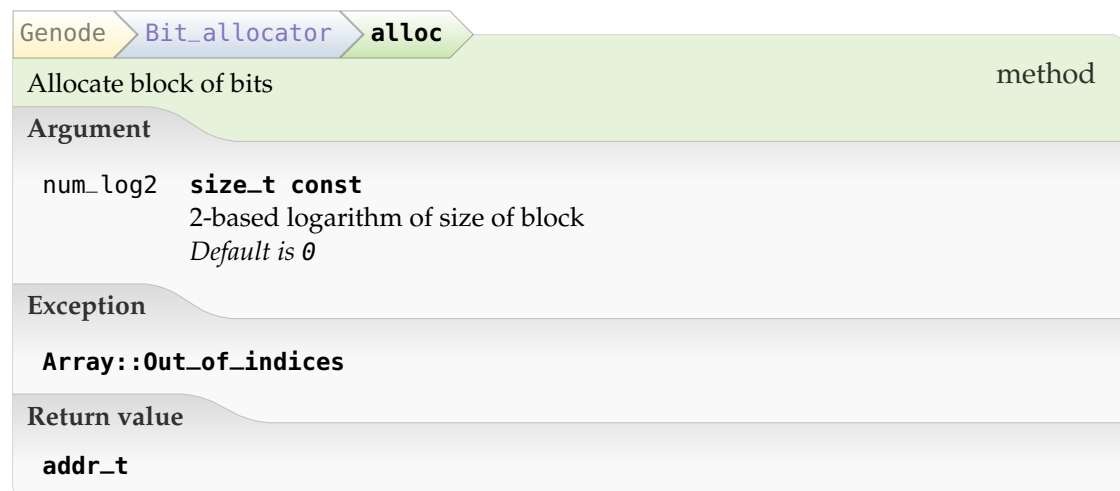 Genode Bit_allocator alloc
method
Allocate block of bits
Argument
num_log2 size_t const
2-based logarithm of size of block
Default is 0
Exception
Array::Out_of_indices
Return value
addr_t